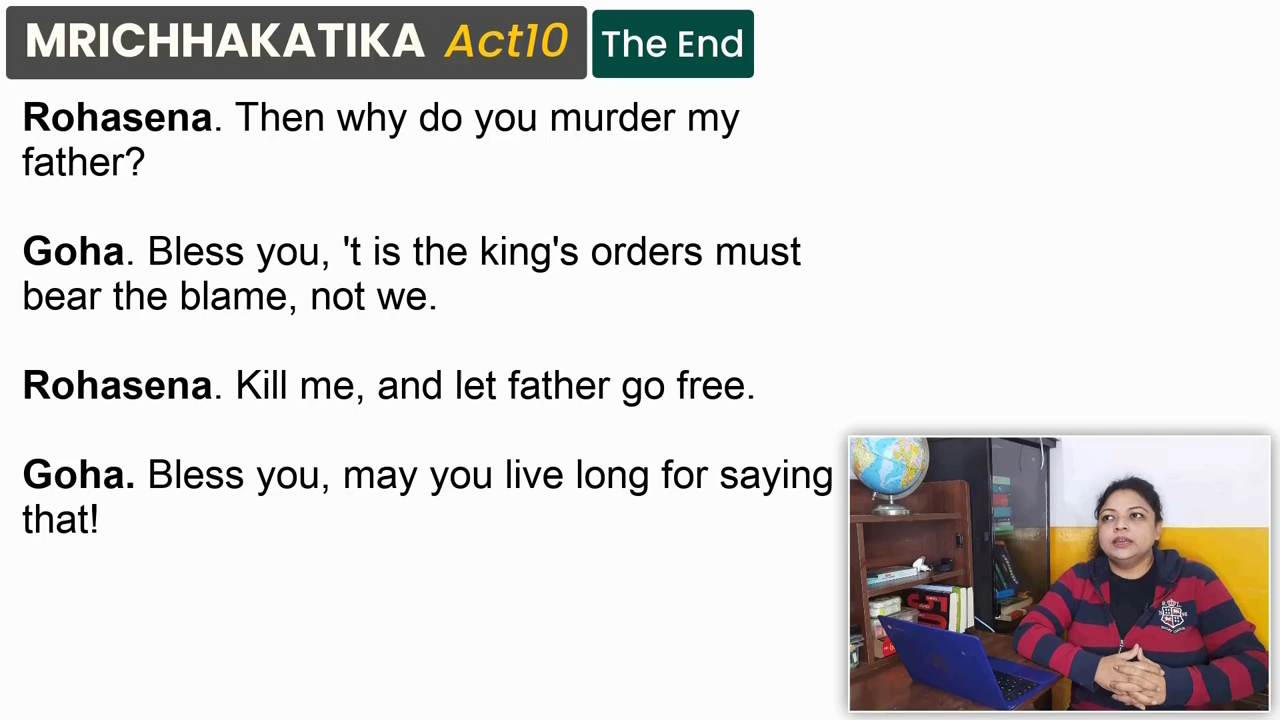 MRICHHAKATIKA Act10 The End
Rohasena. Then why do you murder my
father?
Goha. Bless you, 't is the king's orders must
bear the blame, not we.
Rohasena. Kill me, and let father go free.
Goha. Bless you, may you live long for saying
that!